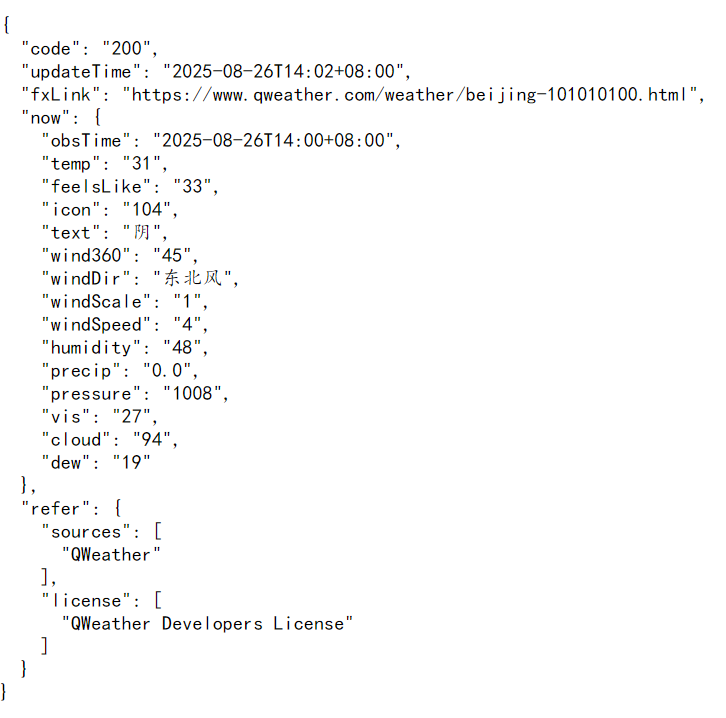 {
  "code": "200",
  "updateTime": "2025-08-26T14:02+08:00",
  "fxLink": "https://www.qweather.com/weather/beijing-101010100.html",
  "now": {
    "obsTime": "2025-08-26T14:00+08:00",
    "temp": "31",
    "feelsLike": "33",
    "icon": "104",
    "text": "阴",
    "wind360": "45",
    "windDir": "东北风",
    "windScale": "1",
    "windSpeed": "4",
    "humidity": "48",
    "precip": "0.0",
    "pressure": "1008",
    "vis": "27",
    "cloud": "94",
    "dew": "19"
  },
  "refer": {
    "sources": [
      "QWeather"
    ],
    "license": [
      "QWeather Developers License"
    ]
  }
}